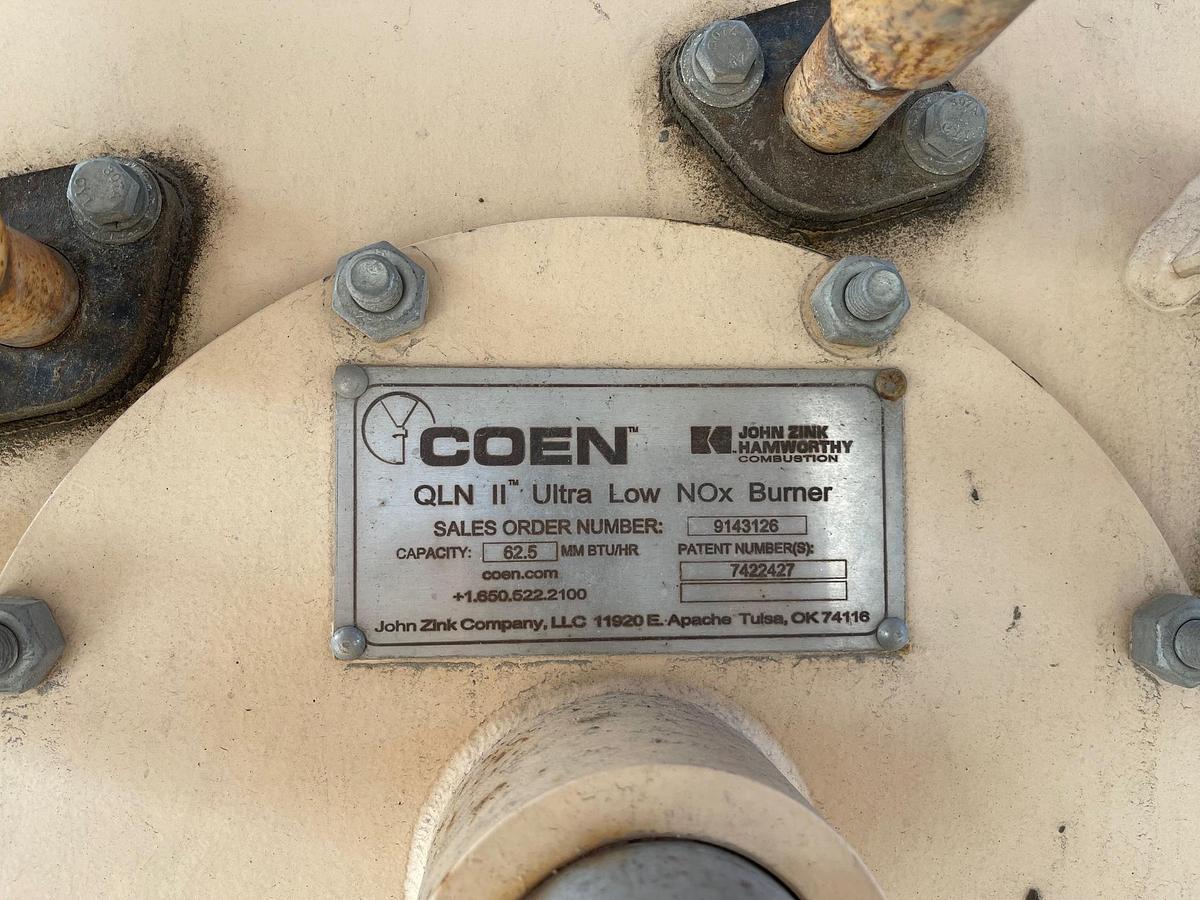 COEN™
JOHN ZINK
HAMWORTHY
COMBUSTION
QLN II™ Ultra Low NOx Burner
SALES ORDER NUMBER: 9143126
CAPACITY: 62.5 MM BTU/HR
PATENT NUMBER(S):
7422427
coen.com
+1.650.522.2100
John Zink Company, LLC 11920 E. Apache Tulsa, OK 74116